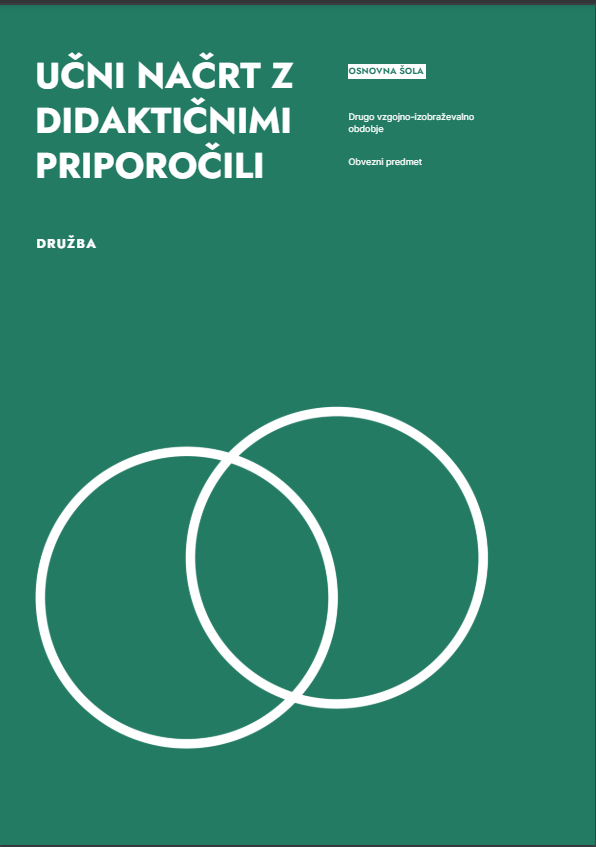 UČNI NAČRT Z
DIDAKTIČNIMI
PRIPOROČILI
DRUŽBA
OSNOVNA ŠOLA
Drugo vzgojno-izobraževalno
obdobje
Obvezni predmet